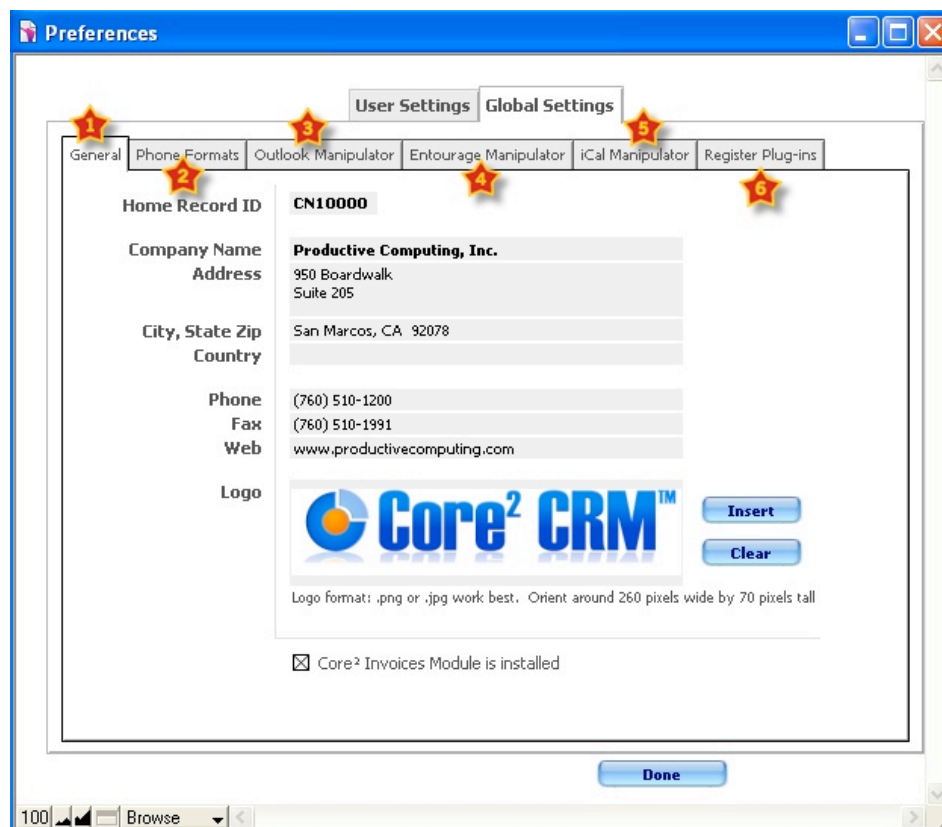 Preferences
User Settings Global Settings
1 3 5
General Phone Formats Outlook Manipulator Entourage Manipulator iCal Manipulator Register Plug-ins
2 4 6
Home Record ID CN10000
Company Name Productive Computing, Inc.
Address 950 Boardwalk
Suite 205
City, State Zip San Marcos, CA 92078
Country
Phone (760) 510-1200
Fax (760) 510-1991
Web www.productivecomputing.com
Logo Core² CRM™ Insert
Clear
Logo format: .png or .jpg work best. Orient around 260 pixels wide by 70 pixels tall
Core² Invoices Module is installed
Done
100 Browse